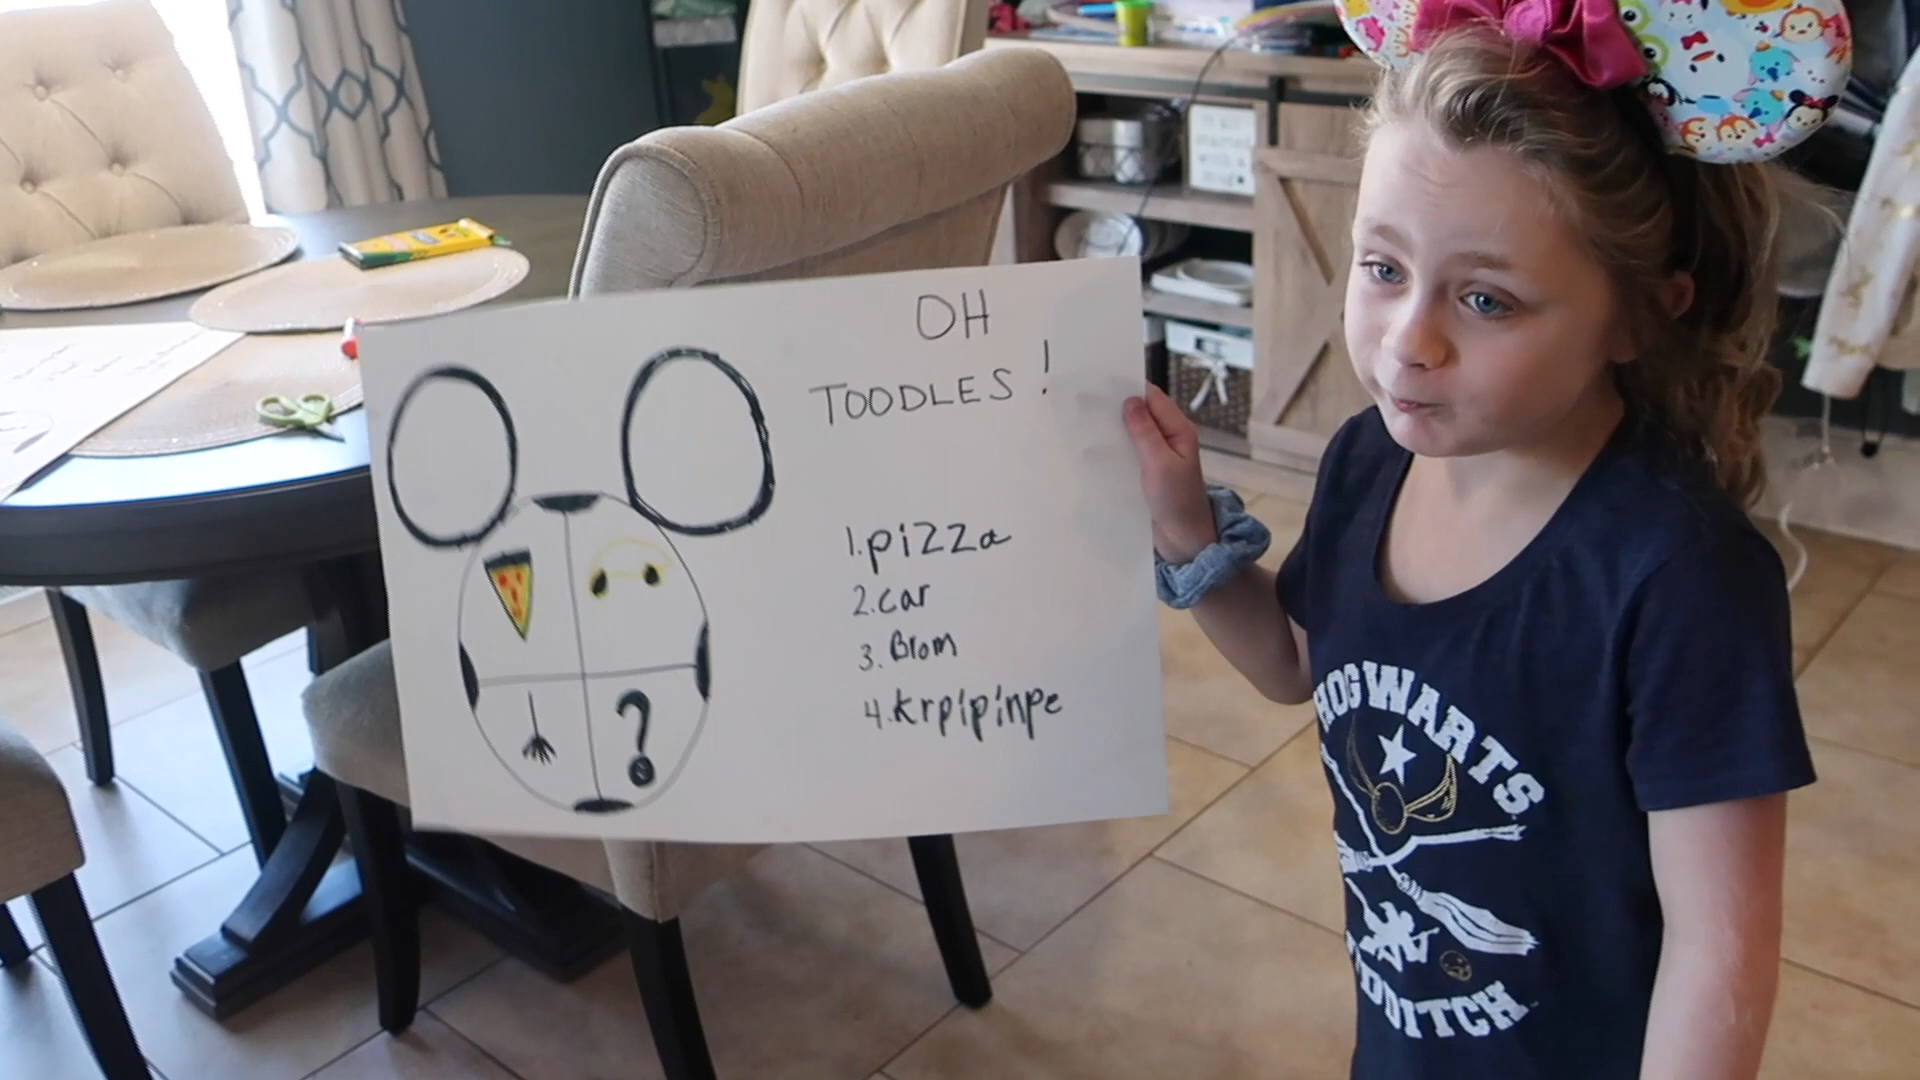 OH
TOODLES!
1. pizza
2. car
3. Brom
4. krpipinpe
?
HOGWARTS
QUIDDITCH